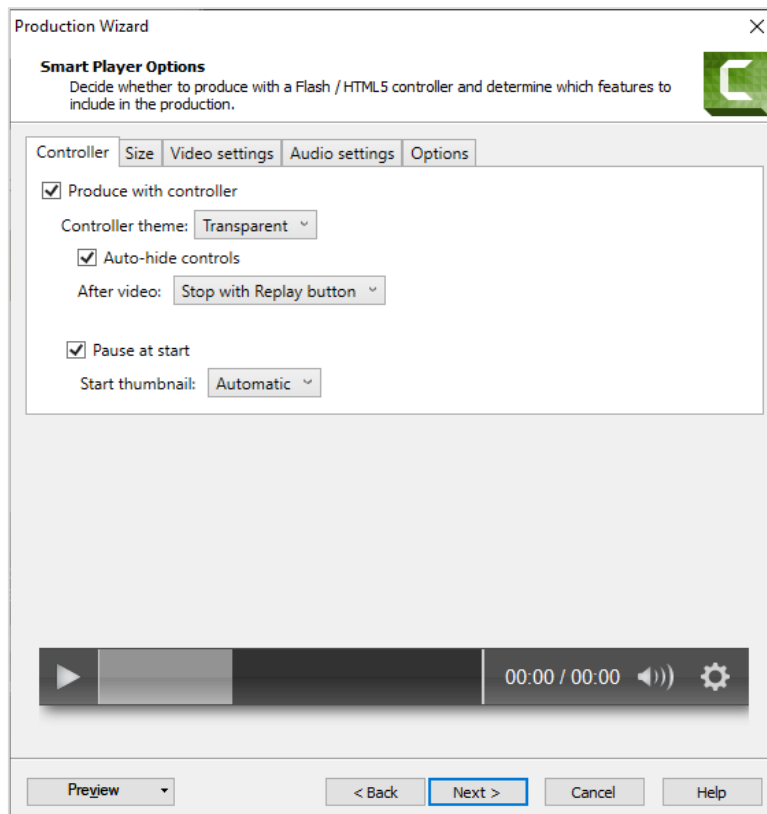 Production Wizard
Smart Player Options
Decide whether to produce with a Flash / HTML5 controller and determine which features to
include in the production.
Controller Size Video settings Audio settings Options
Produce with controller
Controller theme: Transparent
Auto-hide controls
After video: Stop with Replay button
Pause at start
Start thumbnail: Automatic
00:00 / 00:00
Preview < Back Next > Cancel Help